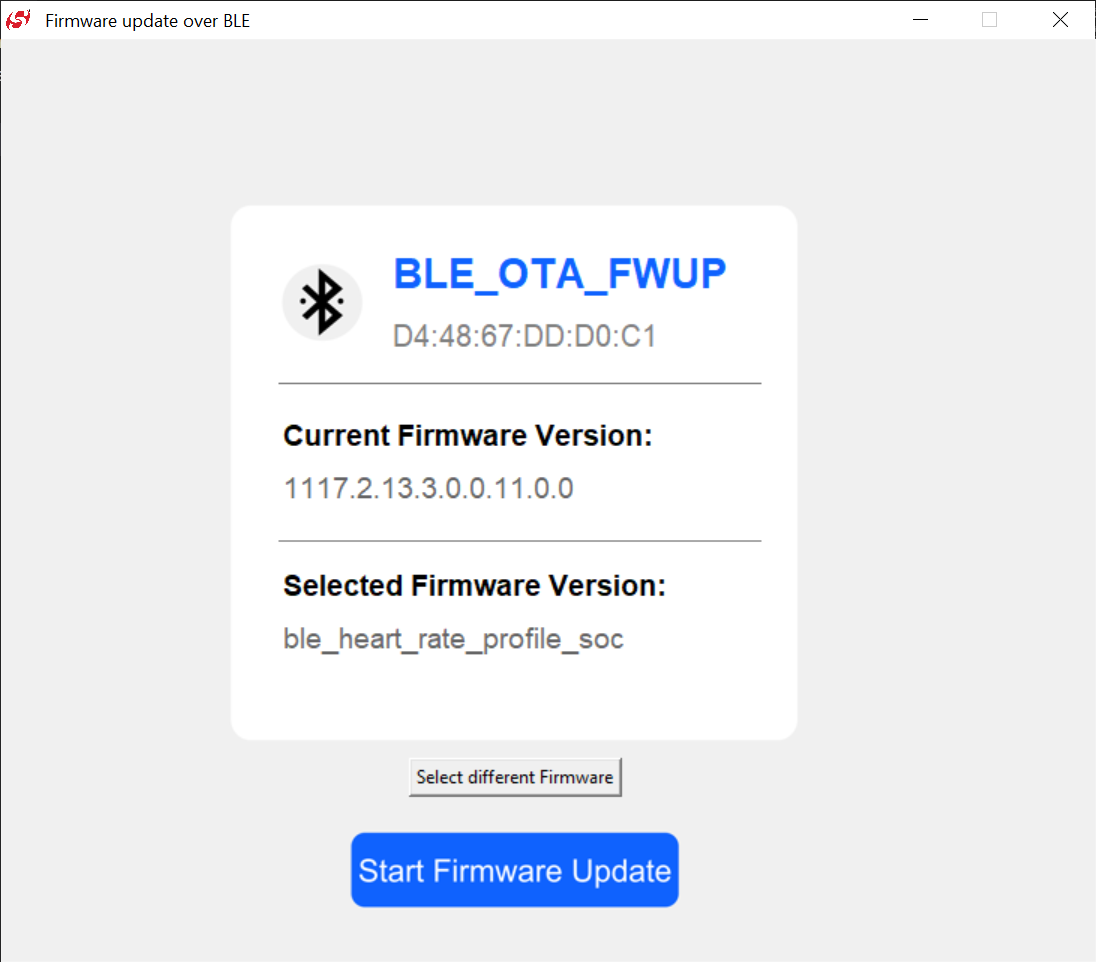 Firmware update over BLE
BLE_OTA_FWUP
D4:48:67:DD:D0:C1
Current Firmware Version:
1117.2.13.3.0.0.11.0.0
Selected Firmware Version:
ble_heart_rate_profile_soc
Select different Firmware
Start Firmware Update